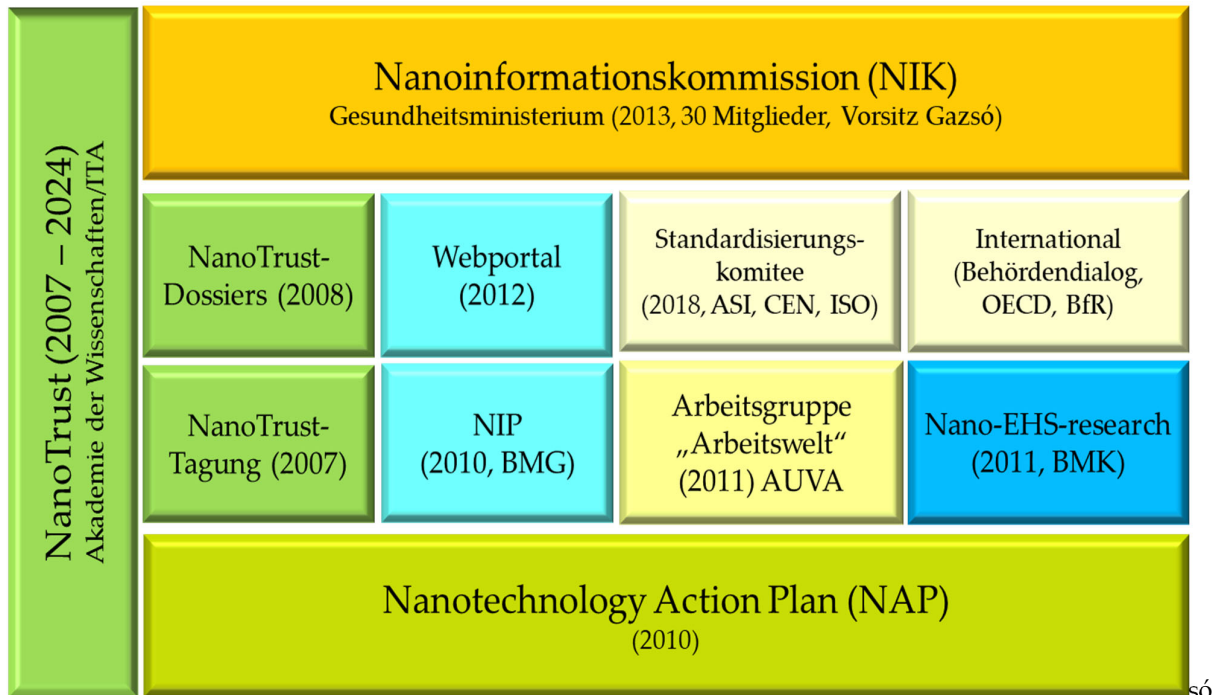 NanoTrust (2007 – 2024)
Akademie der Wissenschaften/ITA
Nanoinformationskommission (NIK)
Gesundheitsministerium (2013, 30 Mitglieder, Vorsitz Gazsó)
NanoTrust-
Dossiers (2008)
Webportal
(2012)
Standardisierungs-
komitee
(2018, ASI, CEN, ISO)
International
(Behördendialog,
OECD, BfR)
NanoTrust-
Tagung (2007)
NIP
(2010, BMG)
Arbeitsgruppe
„Arbeitswelt“
(2011) AUVA
Nano-EHS-research
(2011, BMK)
Nanotechnology Action Plan (NAP)
(2010)
só